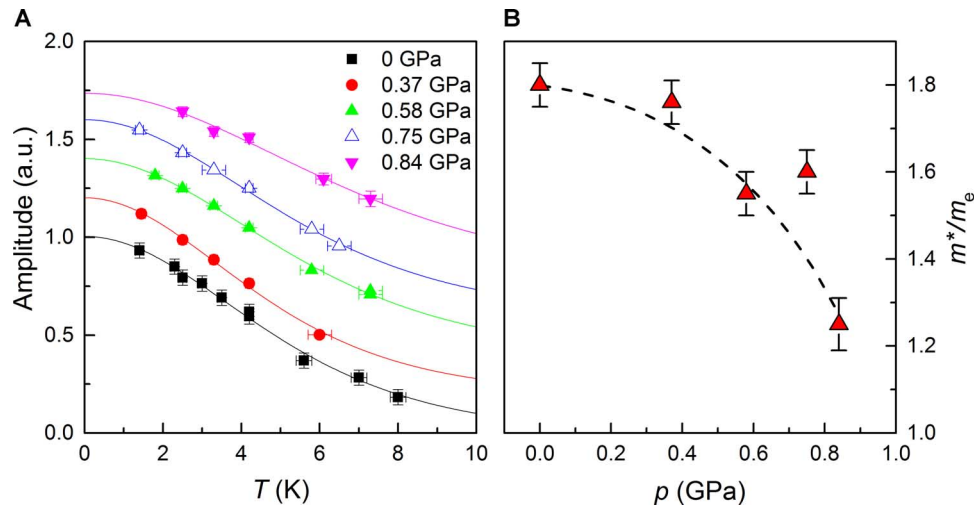 A
B
Amplitude (a.u.)
2.0
1.5
1.0
0.5
0.0
0 GPa
0.37 GPa
0.58 GPa
0.75 GPa
0.84 GPa
0 2 4 6 8 10
T (K)
0.0 0.2 0.4 0.6 0.8 1.0
p (GPa)
1.8
1.6
1.4
1.2
1.0
m*/me